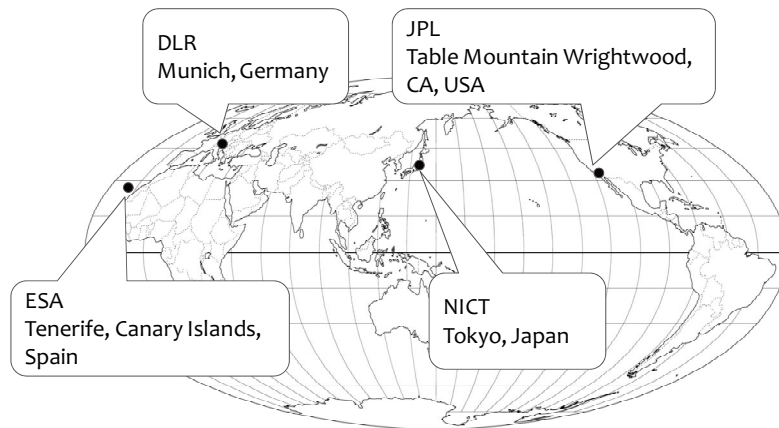 DLR
Munich, Germany
JPL
Table Mountain Wrightwood,
CA, USA
ESA
Tenerife, Canary Islands,
Spain
NICT
Tokyo, Japan